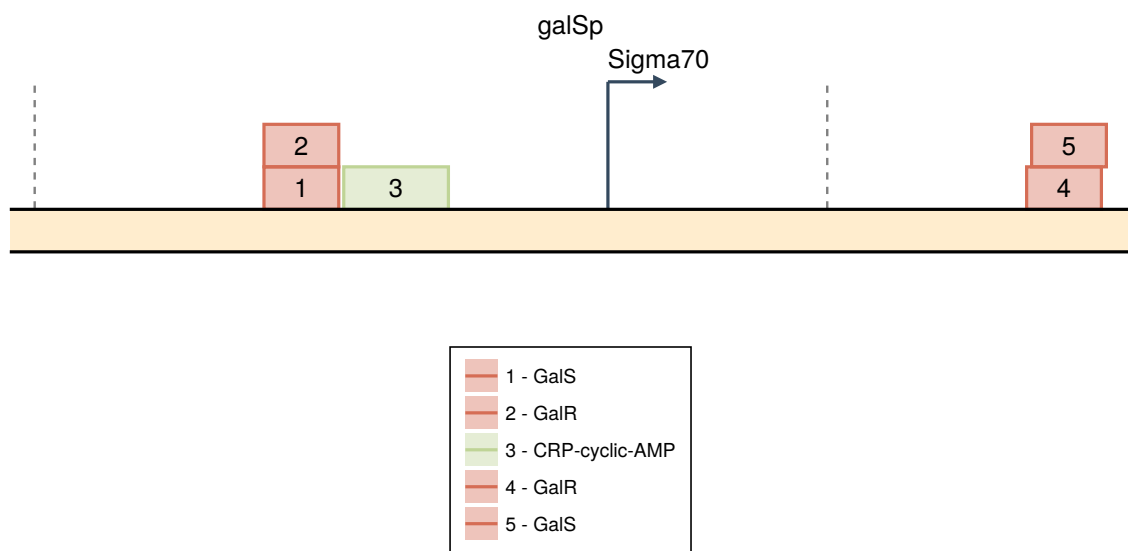 galSp
Sigma70
2
5
1
3
4
1 - GalS
2 - GalR
3 - CRP-cyclic-AMP
4 - GalR
5 - GalS